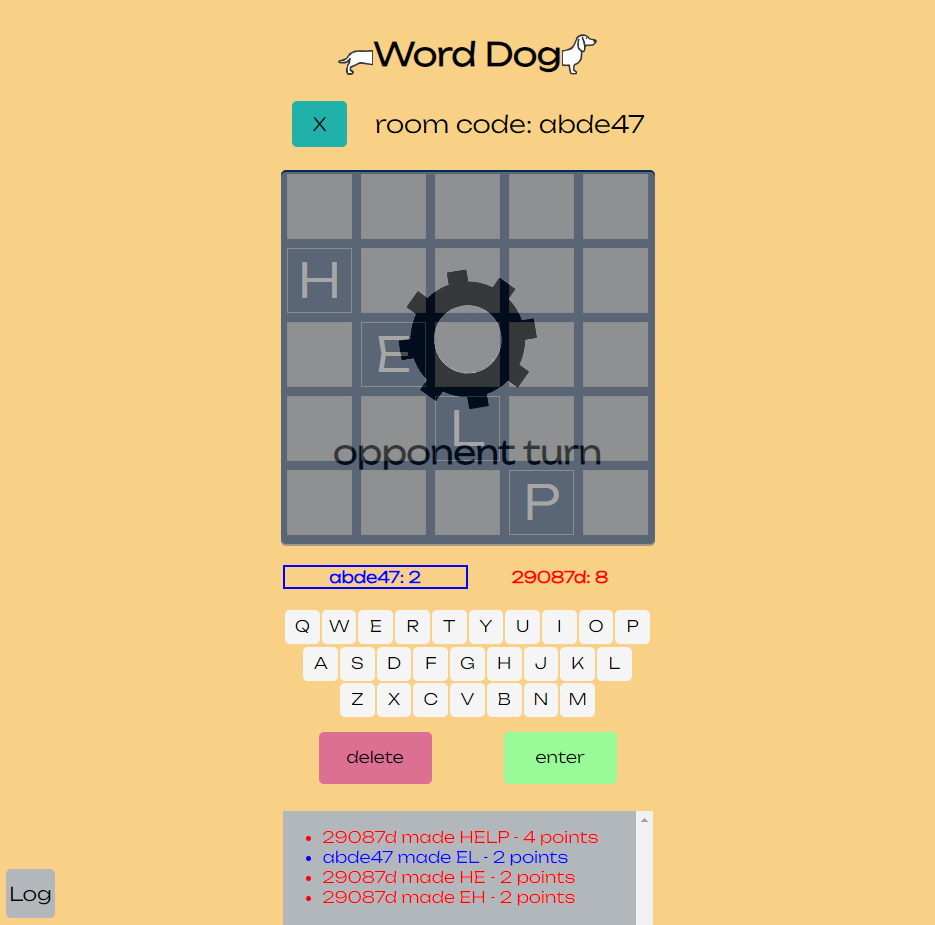 Word Dog
X room code: abde47
H
E
L
opponent turn
P
abde47: 2 29087d: 8
Q W E R T Y U I O P
A S D F G H J K L
Z X C V B N M
delete enter
29087d made HELP - 4 points
abde47 made EL - 2 points
29087d made HE - 2 points
29087d made EH - 2 points
Log